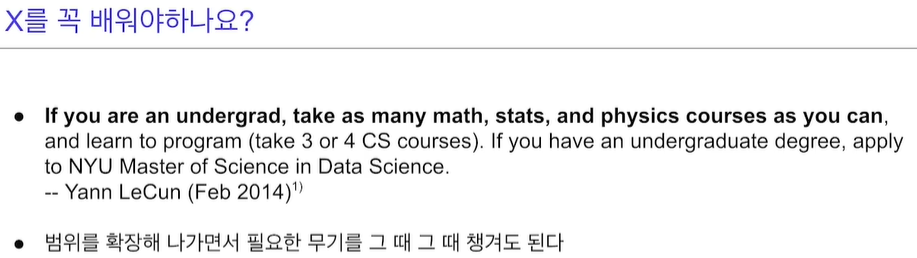 X를 꼭 배워야하나요?
● If you are an undergrad, take as many math, stats, and physics courses as you can,
and learn to program (take 3 or 4 CS courses). If you have an undergraduate degree, apply
to NYU Master of Science in Data Science.
-- Yann LeCun (Feb 2014)1)
● 범위를 확장해 나가면서 필요한 무기를 그 때 그 때 챙겨도 된다